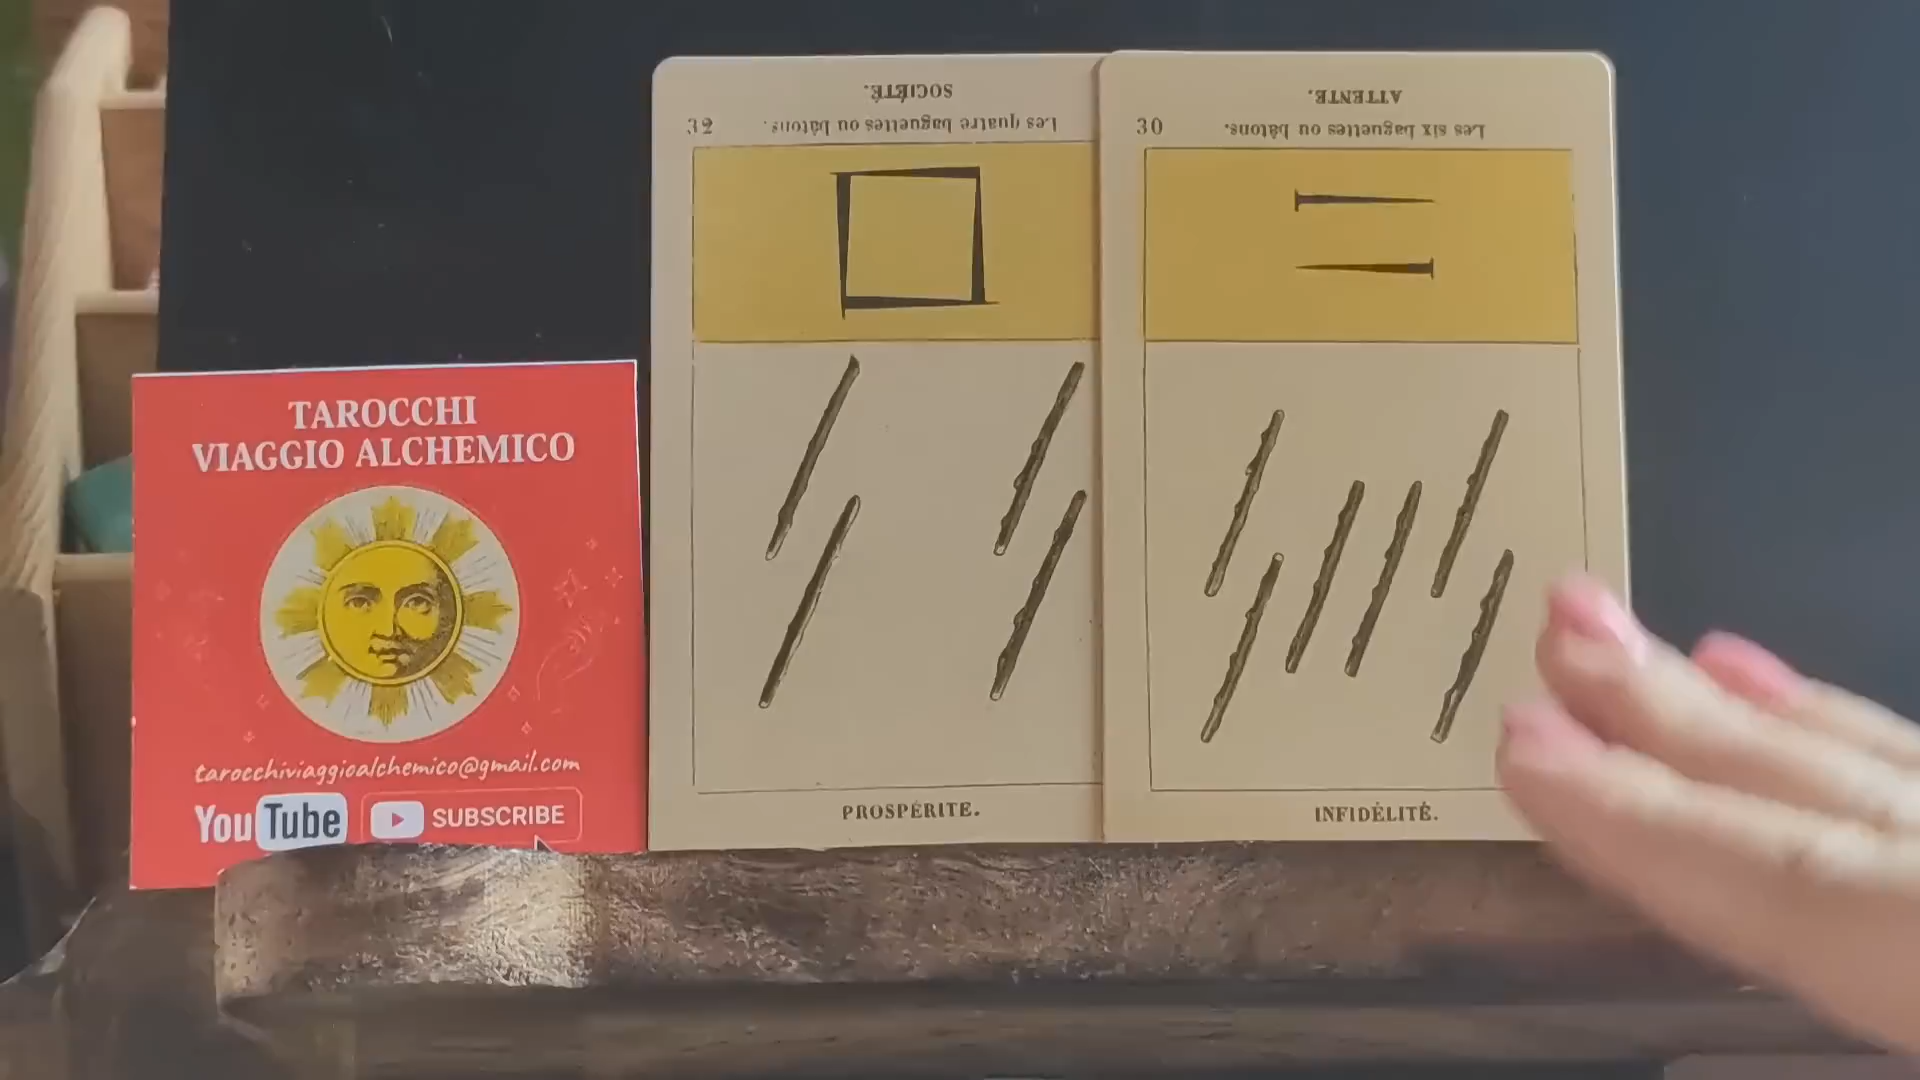 TAROCCHI
VIAGGIO ALCHEMICO
tarocchiviaggioalchemico@gmail.com
YouTube SUBSCRIBE
SOCIÉTÉ.
Les quatre baguettes ou bâtons.
32
PROSPÉRITE.
ATTENTE.
Les six baguettes ou bâtons.
30
INFIDÉLITÉ.